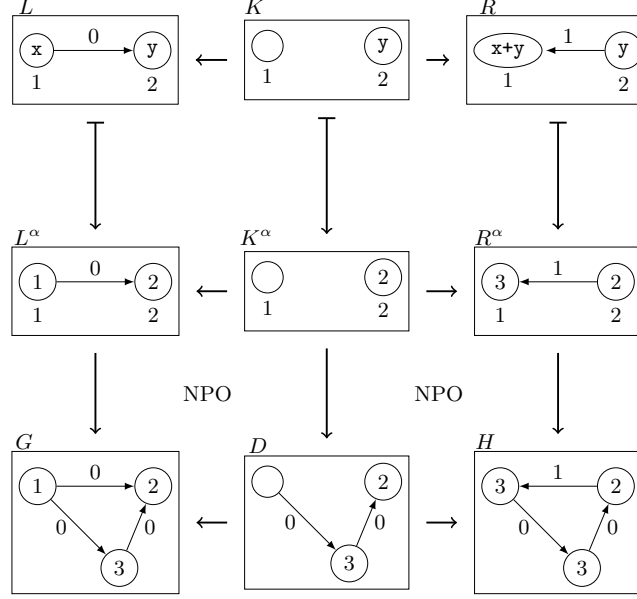 L K R
x 0 y y x+y 1 y
1 2 1 2 1 2
L^α K^α R^α
1 0 2 2 3 1 2
1 2 1 2 1 2
NPO NPO
G D H
1 0 2 2 3 1 2
0 0 0 0 0 0
3 3 3